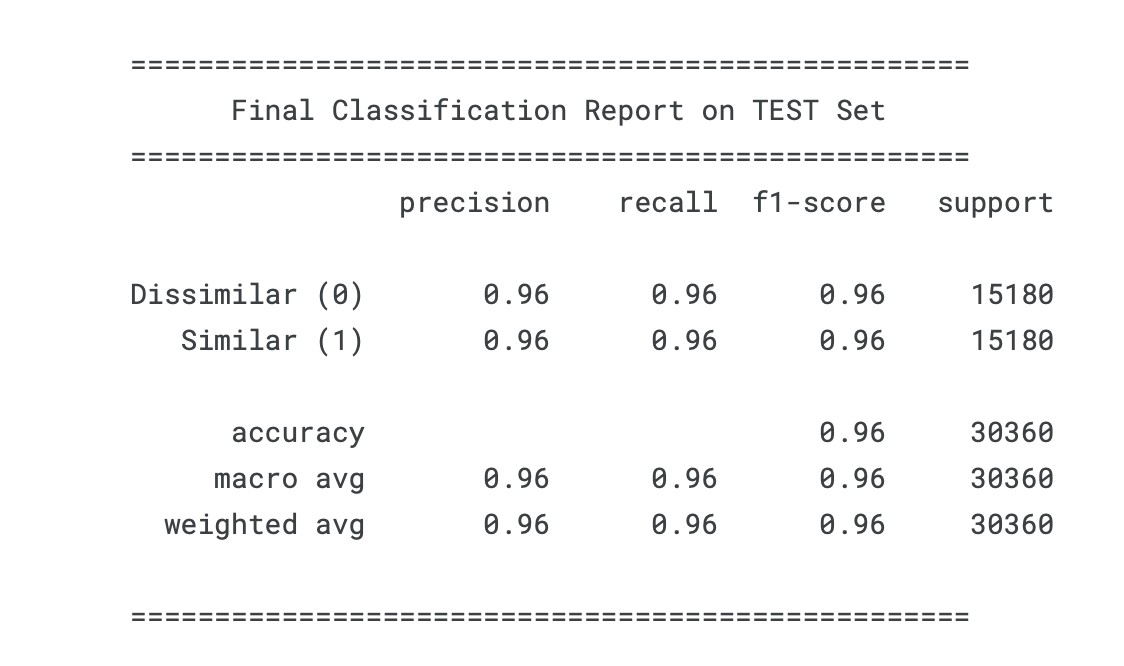 ==================================================
Final Classification Report on TEST Set
==================================================
precision recall f1-score support
Dissimilar (0) 0.96 0.96 0.96 15180
Similar (1) 0.96 0.96 0.96 15180
accuracy 0.96 30360
macro avg 0.96 0.96 0.96 30360
weighted avg 0.96 0.96 0.96 30360
==================================================